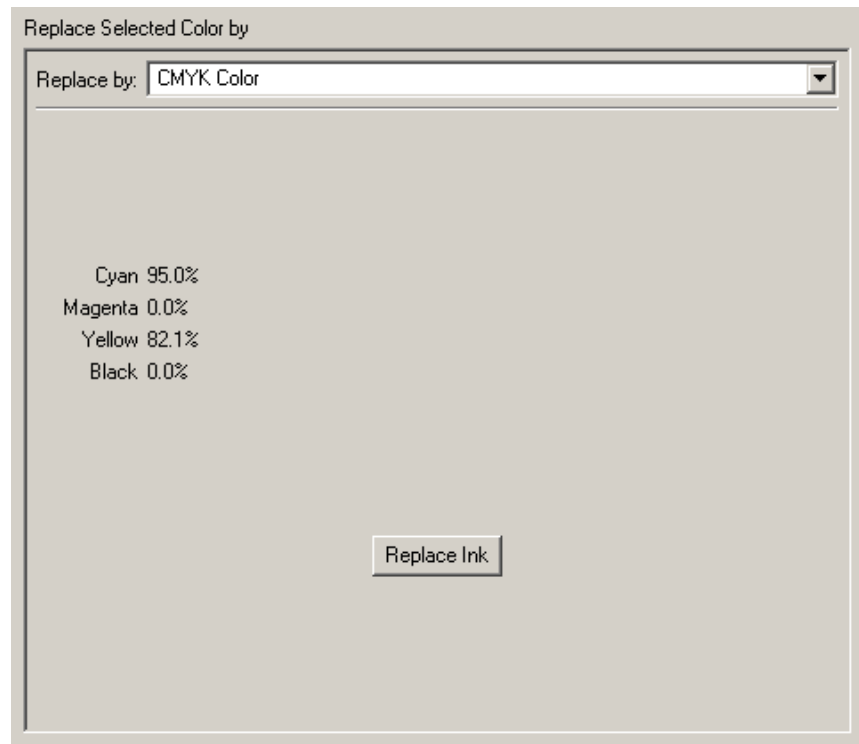 Replace Selected Color by
Replace by: CMYK Color
Cyan 95.0%
Magenta 0.0%
Yellow 82.1%
Black 0.0%
Replace Ink